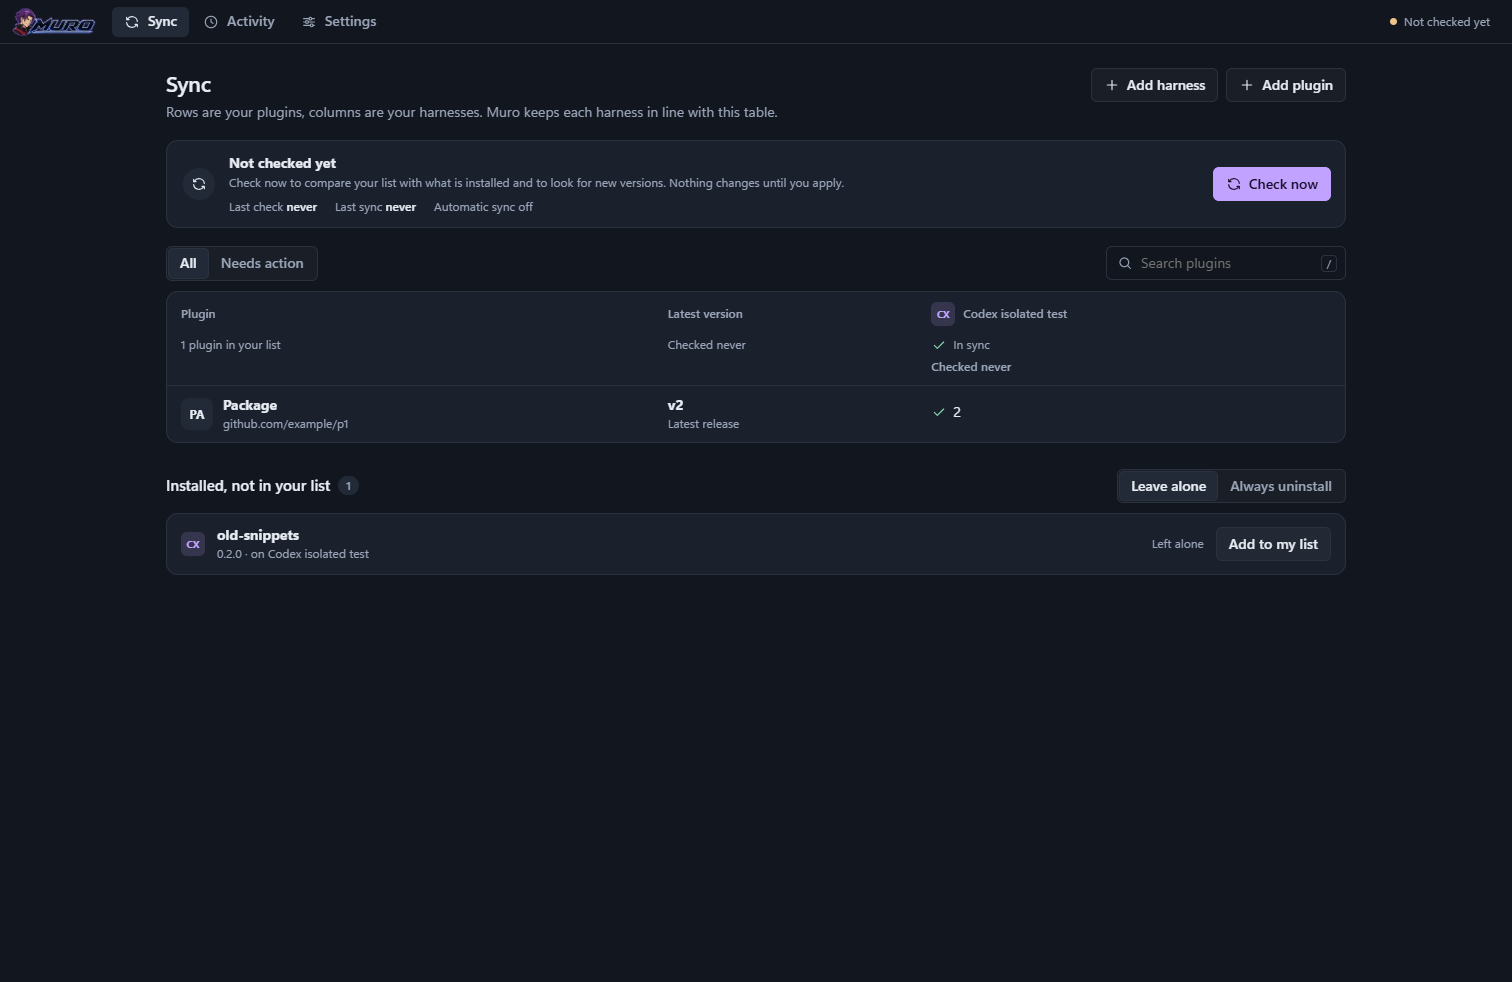 MURO
Sync
Activity
Settings
Not checked yet
Sync
Add harness
Add plugin
Rows are your plugins, columns are your harnesses. Muro keeps each harness in line with this table.
Not checked yet
Check now to compare your list with what is installed and to look for new versions. Nothing changes until you apply.
Last check never
Last sync never
Automatic sync off
Check now
All
Needs action
Search plugins
/
Plugin
Latest version
CX
Codex isolated test
1 plugin in your list
Checked never
In sync
Checked never
PA
Package
github.com/example/p1
v2
Latest release
2
Installed, not in your list
1
Leave alone
Always uninstall
CX
old-snippets
0.2.0 · on Codex isolated test
Left alone
Add to my list